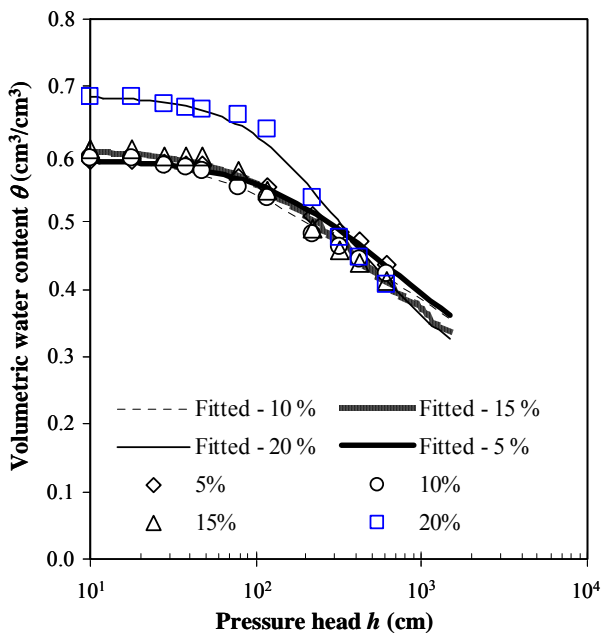 0.8
0.7
0.6
0.5
0.4
0.3
0.2
0.1
0.0
Volumetric water content θ (cm³/cm³)
Fitted - 10 %
Fitted - 15 %
Fitted - 20 %
Fitted - 5 %
5%
10%
15%
20%
10¹
10²
10³
10⁴
Pressure head h (cm)